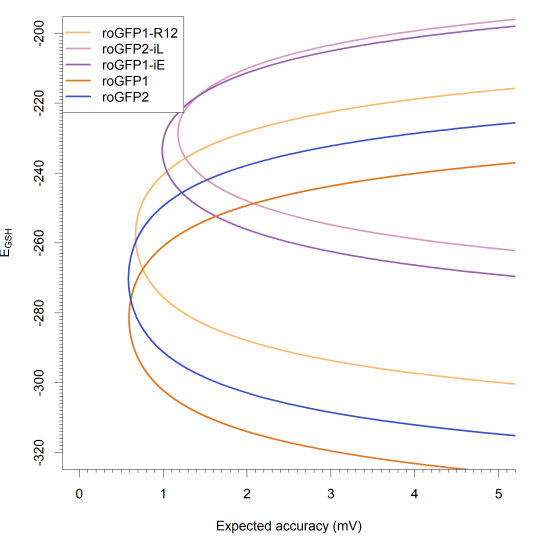 roGFP1-R12
roGFP2-iL
roGFP1-iE
roGFP1
roGFP2
-200
-220
-240
-260
-280
-300
-320
EGSH
0 1 2 3 4 5
Expected accuracy (mV)